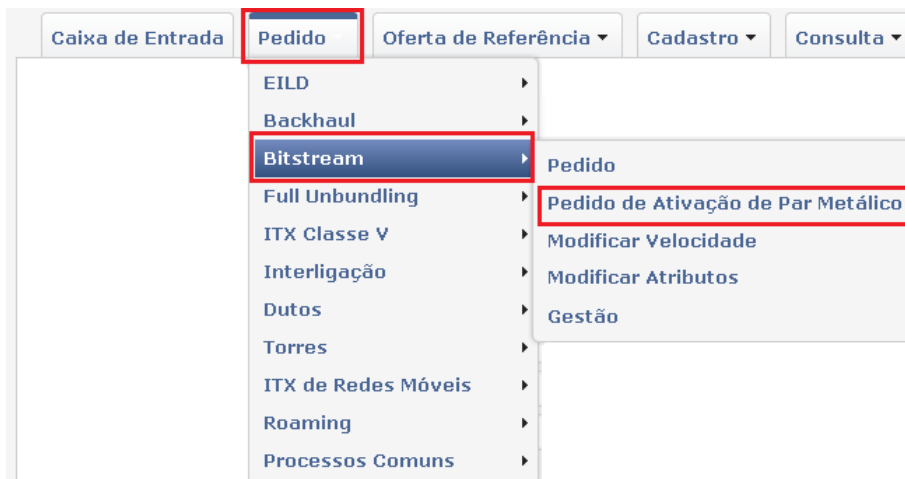 Caixa de Entrada Pedido Oferta de Referência Cadastro Consulta
EILD
Backhaul
Bitstream
Full Unbundling
ITX Classe V
Interligação
Dutos
Torres
ITX de Redes Móveis
Roaming
Processos Comuns
Pedido
Pedido de Ativação de Par Metálico
Modificar Velocidade
Modificar Atributos
Gestão